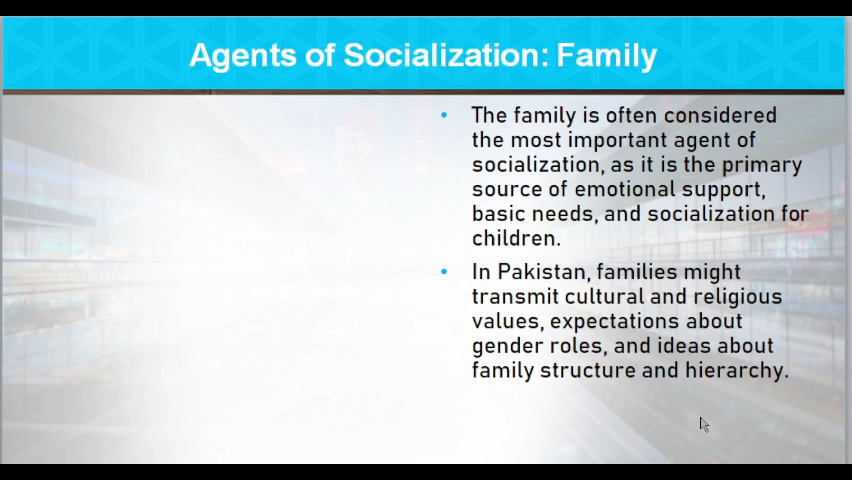 Agents of Socialization: Family
• The family is often considered
the most important agent of
socialization, as it is the primary
source of emotional support,
basic needs, and socialization for
children.
• In Pakistan, families might
transmit cultural and religious
values, expectations about
gender roles, and ideas about
family structure and hierarchy.